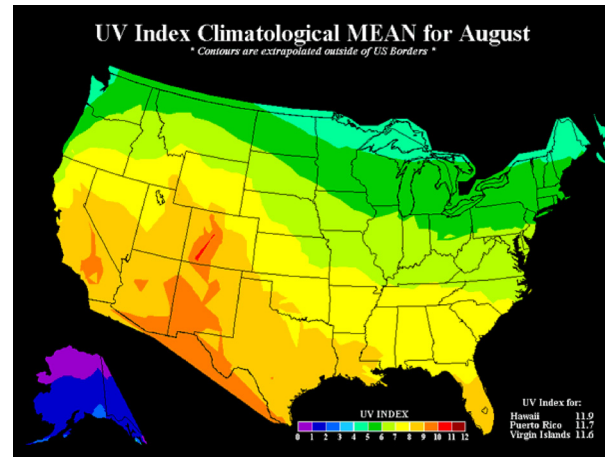 UV Index Climatological MEAN for August
* Contours are extrapolated outside of US Borders *
UV INDEX
0 1 2 3 4 5 6 7 8 9 10 11 12
UV Index for:
Hawaii 11.9
Puerto Rico 11.7
Virgin Islands 11.6